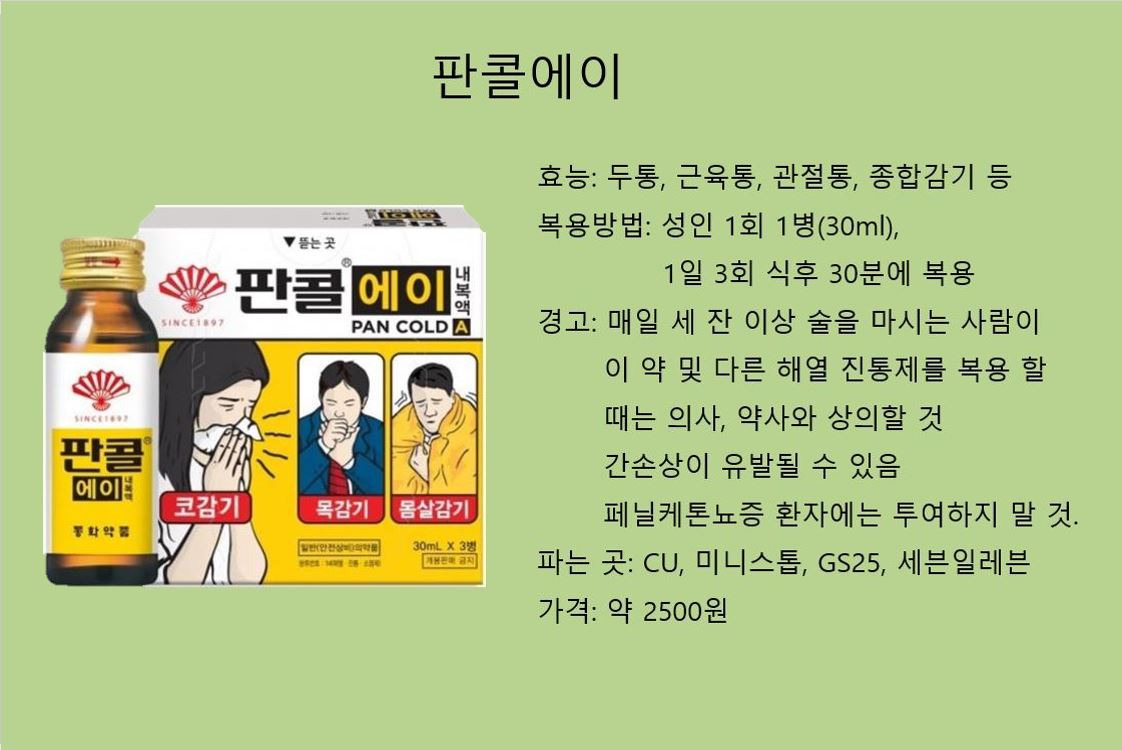 판콜에이
효능: 두통, 근육통, 관절통, 종합감기 등
복용방법: 성인 1회 1병(30ml),
1일 3회 식후 30분에 복용
경고: 매일 세 잔 이상 술을 마시는 사람이
이 약 및 다른 해열 진통제를 복용 할
때는 의사, 약사와 상의할 것
간손상이 유발될 수 있음
페닐케톤뇨증 환자에는 투여하지 말 것.
파는 곳: CU, 미니스톱, GS25, 세븐일레븐
가격: 약 2500원
▼뜯는 곳
SINCE1897
판콜® 에이 내복액
PAN COLD A
코감기
목감기
몸살감기
일반(안전상비)의약품
30mL X 3병
개봉판매 금지
SINCE1897
판콜®
에이 내복액
동화약품